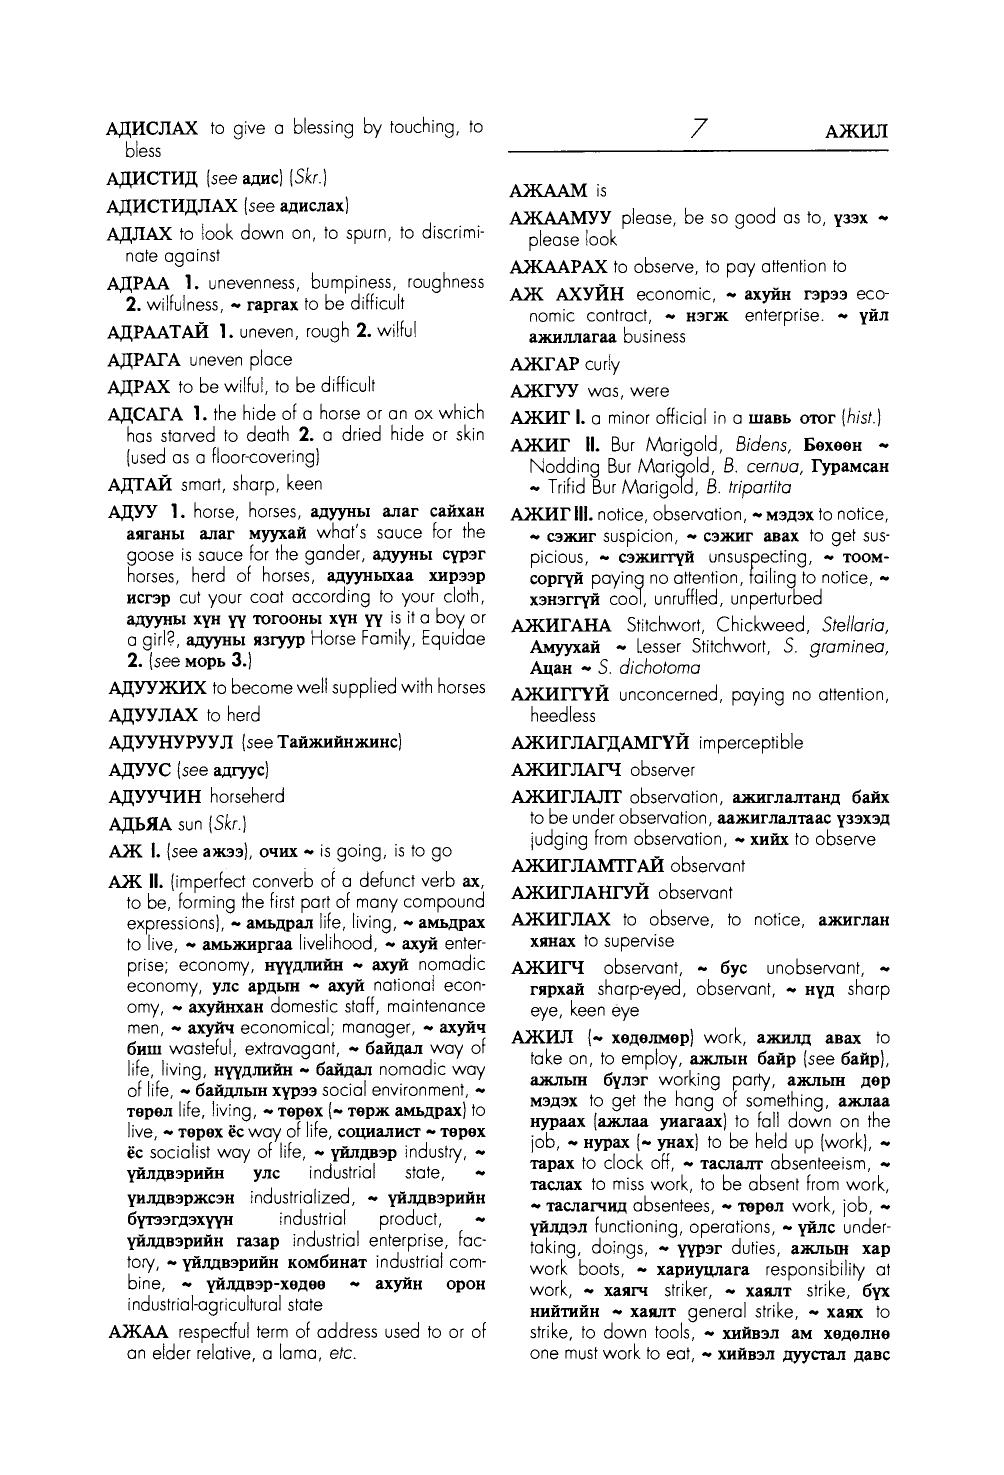 АДИСЛАХ to give a blessing by touching, to
bless
АДИСТИД (see адис) (Skr.)
АДИСТИДЛАХ (see адислах)
АДЛАХ to look down on, to spurn, to discrimi-
nate against
АДРАА 1. unevenness, bumpiness, roughness
2. wilfulness, ~ гаргах to be difficult
АДРААТАЙ 1. uneven, rough 2. wilful
АДРАГА uneven place
АДРАХ to be wilful, to be difficult
АДСАГА 1. the hide of a horse or an ox which
has starved to death 2. a dried hide or skin
(used as a floor-covering)
АДТАЙ smart, sharp, keen
АДУУ 1. horse, horses, адууны алаг сайхан
аяганы алаг муухай what's sauce for the
goose is sauce for the gander, адууны сүрэг
horses, herd of horses, адууныхаа хирээр
исгэр cut your coat according to your cloth,
адууны хүн үү тогооны хүн үү is it a boy or
a girl?, адууны язгуур Horse Family, Equidae
2. (see морь 3.)
АДУУЖИХ to become well supplied with horses
АДУУЛАХ to herd
АДУУНУРУУЛ (see Тайжийнжинс)
АДУУС (see адгуус)
АДУУЧИН horseherd
АДЬЯА sun (Skr.)
АЖ I. (see ажээ), очих ~ is going, is to go
АЖ II. (imperfect converb of a defunct verb ах,
to be, forming the first part of many compound
expressions), ~ амьдрал life, living, ~ амьдрах
to live, ~ амьжиргаа livelihood, ~ ахуй enter-
prise; economy, нүүдлийн ~ ахуй nomadic
economy, улс ардын ~ ахуй national econ-
omy, ~ ахуйнхан domestic staff, maintenance
men, ~ ахуйч economical; manager, ~ ахуйч
биш wasteful, extravagant, ~ байдал way of
life, living, нүүдлийн ~ байдал nomadic way
of life, ~ байдлын хүрээ social environment, ~
төрөл life, living, ~ төрөх (~ төрж амьдрах) to
live, ~ төрөх ёс way of life, социалист ~ төрөх
ёс socialist way of life, ~ үйлдвэр industry, ~
үйлдвэрийн улс industrial state, ~
үилдвэржсэн industrialized, ~ үйлдвэрийн
бүтээгдэхүүн industrial product, ~
үйлдвэрийн газар industrial enterprise, fac-
tory, ~ үйлдвэрийн комбинат industrial com-
bine, ~ үйлдвэр-хөдөө ~ ахуйн орон
industrial-agricultural state
АЖАА respectful term of address used to or of
an elder relative, a lama, etc.
7 АЖИЛ
АЖААМ is
АЖААМУУ please, be so good as to, үзэх ~
please look
АЖААРАХ to observe, to pay attention to
АЖ АХУЙН economic, ~ ахуйн гэрээ eco-
nomic contract, ~ нэгж enterprise. ~ үйл
ажиллагаа business
АЖГАР curly
АЖГУУ was, were
АЖИГ I. a minor official in a шавь отог (hist.)
АЖИГ II. Bur Marigold, Bidens, Бөхөөн ~
Nodding Bur Marigold, B. cernua, Гурамсан
~ Trifid Bur Marigold, B. tripartita
АЖИГ III. notice, observation, ~ мэдэх to notice,
~ сэжиг suspicion, ~ сэжиг авах to get sus-
picious, ~ сэжиггүй unsuspecting, ~ тоом-
соргүй paying no attention, failing to notice, ~
хэнэггүй cool, unruffled, unperturbed
АЖИГАНА Stitchwort, Chickweed, Stellaria,
Амуухай ~ Lesser Stitchwort, S. graminea,
Ацан ~ S. dichotoma
АЖИГГҮЙ unconcerned, paying no attention,
heedless
АЖИГЛАГДАМГҮЙ imperceptible
АЖИГЛАГЧ observer
АЖИГЛАЛТ observation, ажиглалтанд байх
to be under observation, аажиглалтаас үзэхэд
judging from observation, ~ хийх to observe
АЖИГЛАМТГАЙ observant
АЖИГЛАНГУЙ observant
АЖИГЛАХ to observe, to notice, ажиглан
хянах to supervise
АЖИГЧ observant, ~ бус unobservant, ~
гярхай sharp-eyed, observant, ~ нүд sharp
eye, keen eye
АЖИЛ (~ хөдөлмөр) work, ажилд авах to
take on, to employ, ажлын байр (see байр),
ажлын бүлэг working party, ажлын дөр
мэдэх to get the hang of something, ажлаа
нураах (ажлаа унагаах) to fall down on the
job, ~ нурах (~ унах) to be held up (work), ~
тарах to clock off, ~ таслалт absenteeism, ~
таслах to miss work, to be absent from work,
~ таслагчид absentees, ~ төрөл work, job, ~
үйлдэл functioning, operations, ~ үйлс under-
taking, doings, ~ үүрэг duties, ажлын хар
work boots, ~ хариуцлага responsibility at
work, ~ хаягч striker, ~ хаялт strike, бүх
нийтийн ~ хаялт general strike, ~ хаях to
strike, to down tools, ~ хийвэл ам хөдөлнө
one must work to eat, ~ хийвэл дуустал давс